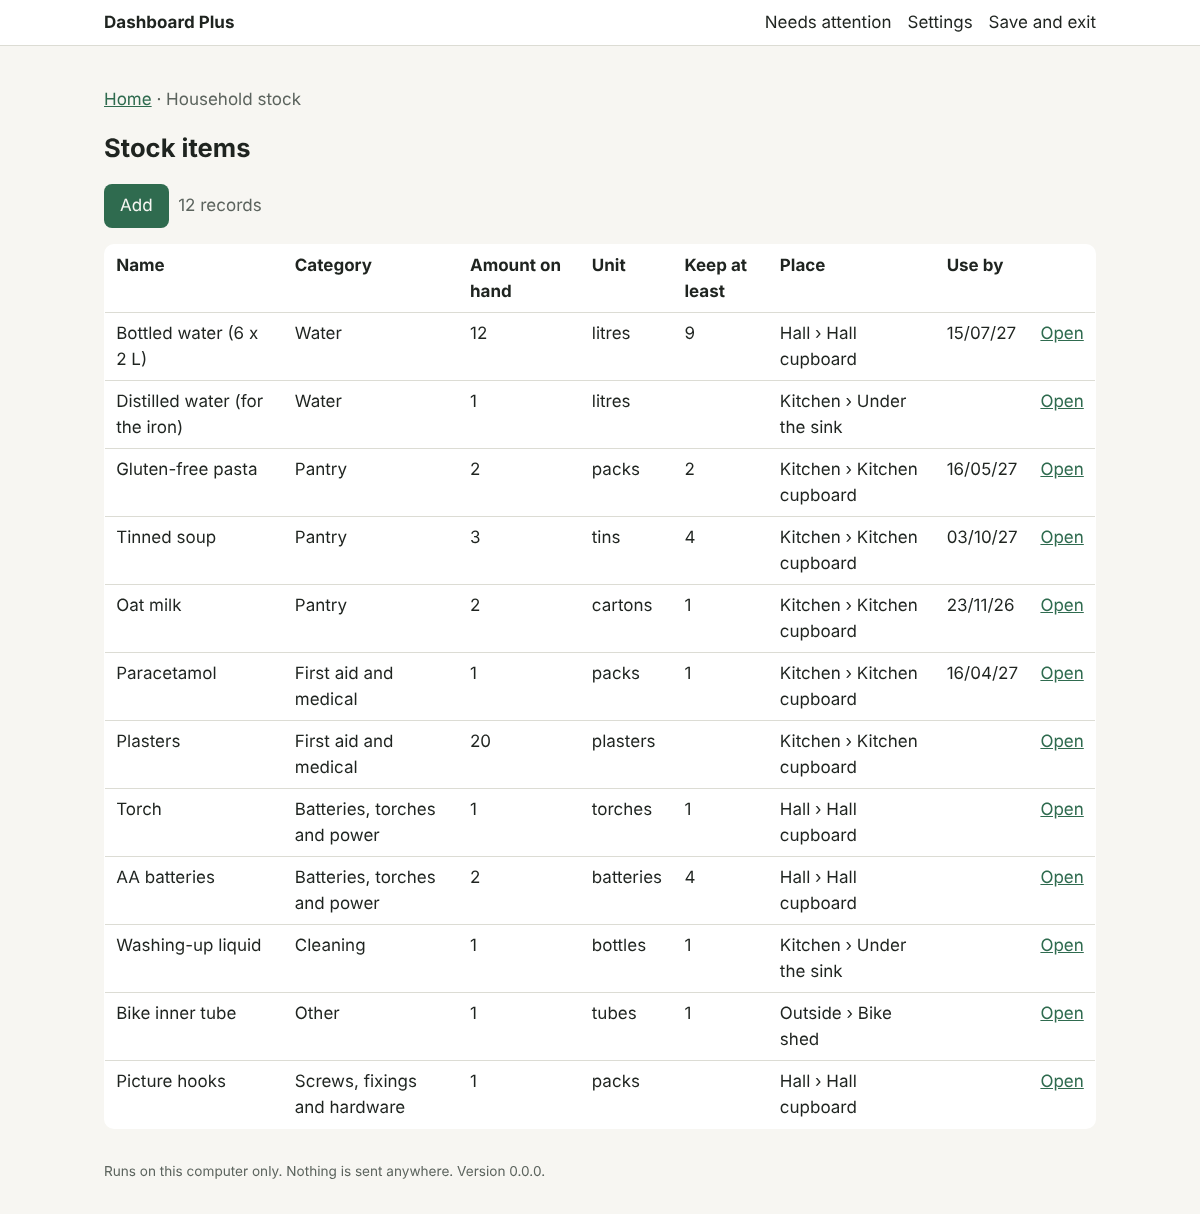 Dashboard Plus Needs attention Settings Save and exit
Home · Household stock
Stock items
Add 12 records
Name Category Amount on hand Unit Keep at least Place Use by
Bottled water (6 x 2 L) Water 12 litres 9 Hall › Hall cupboard 15/07/27 Open
Distilled water (for the iron) Water 1 litres Kitchen › Under the sink Open
Gluten-free pasta Pantry 2 packs 2 Kitchen › Kitchen cupboard 16/05/27 Open
Tinned soup Pantry 3 tins 4 Kitchen › Kitchen cupboard 03/10/27 Open
Oat milk Pantry 2 cartons 1 Kitchen › Kitchen cupboard 23/11/26 Open
Paracetamol First aid and medical 1 packs 1 Kitchen › Kitchen cupboard 16/04/27 Open
Plasters First aid and medical 20 plasters Kitchen › Kitchen cupboard Open
Torch Batteries, torches and power 1 torches 1 Hall › Hall cupboard Open
AA batteries Batteries, torches and power 2 batteries 4 Hall › Hall cupboard Open
Washing-up liquid Cleaning 1 bottles 1 Kitchen › Under the sink Open
Bike inner tube Other 1 tubes 1 Outside › Bike shed Open
Picture hooks Screws, fixings and hardware 1 packs Hall › Hall cupboard Open
Runs on this computer only. Nothing is sent anywhere. Version 0.0.0.